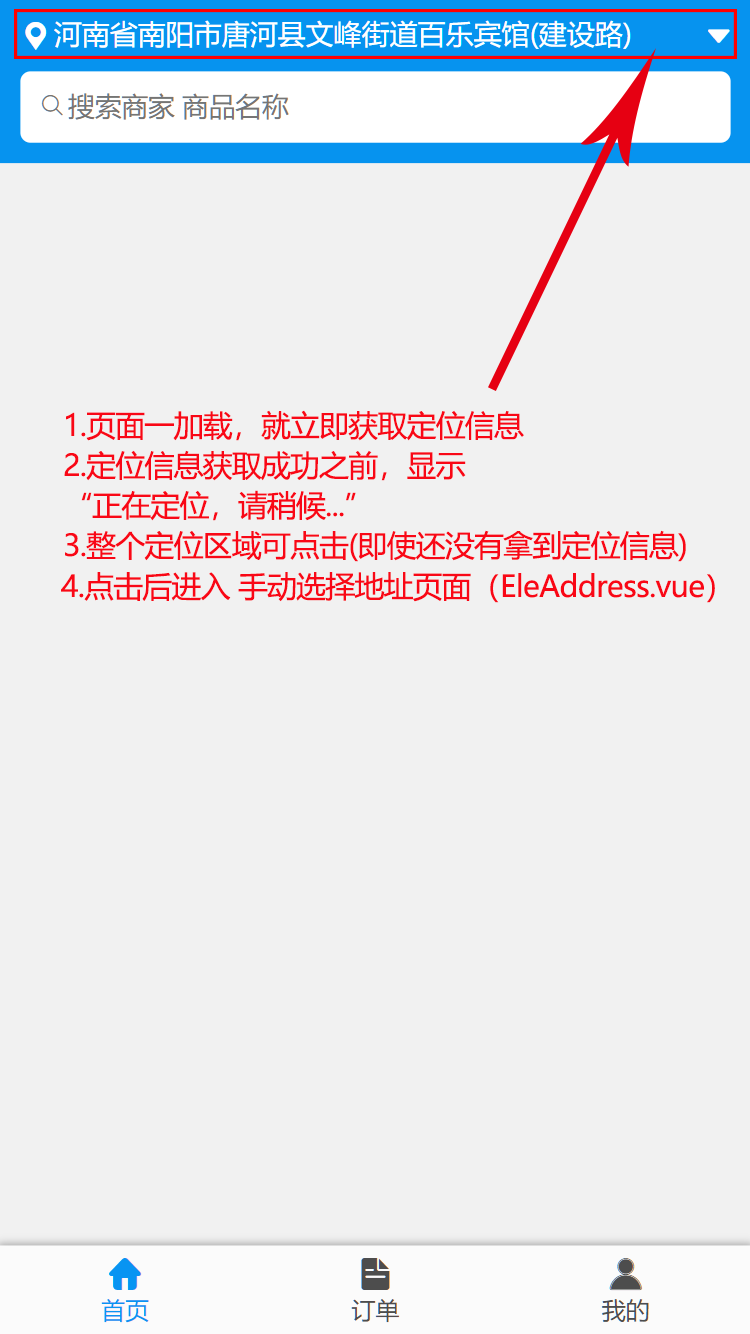 河南省南阳市唐河县文峰街道百乐宾馆(建设路)
搜索商家 商品名称
1.页面一加载，就立即获取定位信息
2.定位信息获取成功之前，显示
“正在定位，请稍候...”
3.整个定位区域可点击(即使还没有拿到定位信息)
4.点击后进入 手动选择地址页面（EleAddress.vue）
首页 订单 我的